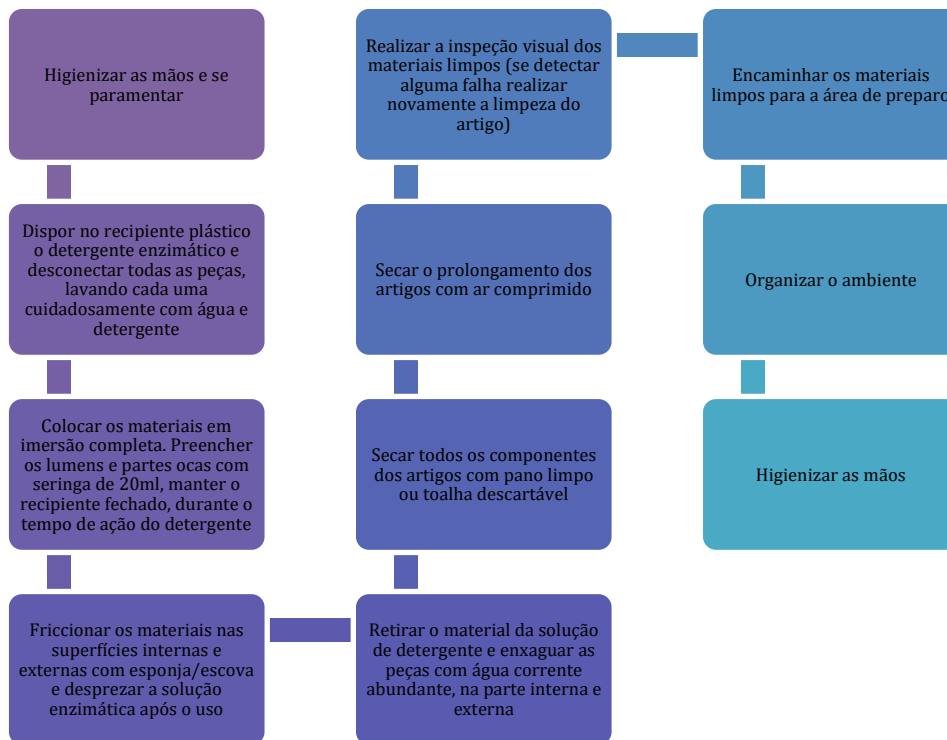 Higienizar as mãos e se
paramentar
Dispor no recipiente plástico
o detergente enzimático e
desconectar todas as peças,
lavando cada uma
cuidadosamente com água e
detergente
Colocar os materiais em
imersão completa. Preencher
os lumens e partes ocas com
seringa de 20ml, manter o
recipiente fechado, durante o
tempo de ação do detergente
Friccionar os materiais nas
superfícies internas e
externas com esponja/escova
e desprezar a solução
enzimática após o uso
Retirar o material da solução
de detergente e enxaguar as
peças com água corrente
abundante, na parte interna e
externa
Secar todos os componentes
dos artigos com pano limpo
ou toalha descartável
Secar o prolongamento dos
artigos com ar comprimido
Realizar a inspeção visual dos
materiais limpos (se detectar
alguma falha realizar
novamente a limpeza do
artigo)
Encaminhar os materiais
limpos para a área de preparo
Organizar o ambiente
Higienizar as mãos